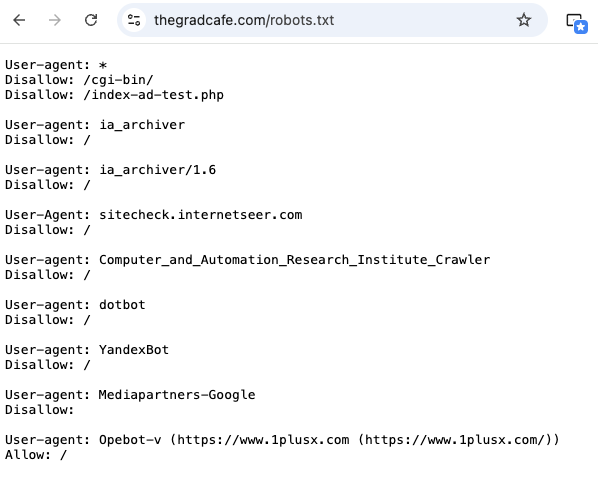 thegradcafe.com/robots.txt
User-agent: *
Disallow: /cgi-bin/
Disallow: /index-ad-test.php
User-agent: ia_archiver
Disallow: /
User-agent: ia_archiver/1.6
Disallow: /
User-Agent: sitecheck.internetseer.com
Disallow: /
User-agent: Computer_and_Automation_Research_Institute_Crawler
Disallow: /
User-agent: dotbot
Disallow: /
User-agent: YandexBot
Disallow: /
User-agent: Mediapartners-Google
Disallow:
User-agent: Opebot-v (https://www.1plusx.com (https://www.1plusx.com/))
Allow: /